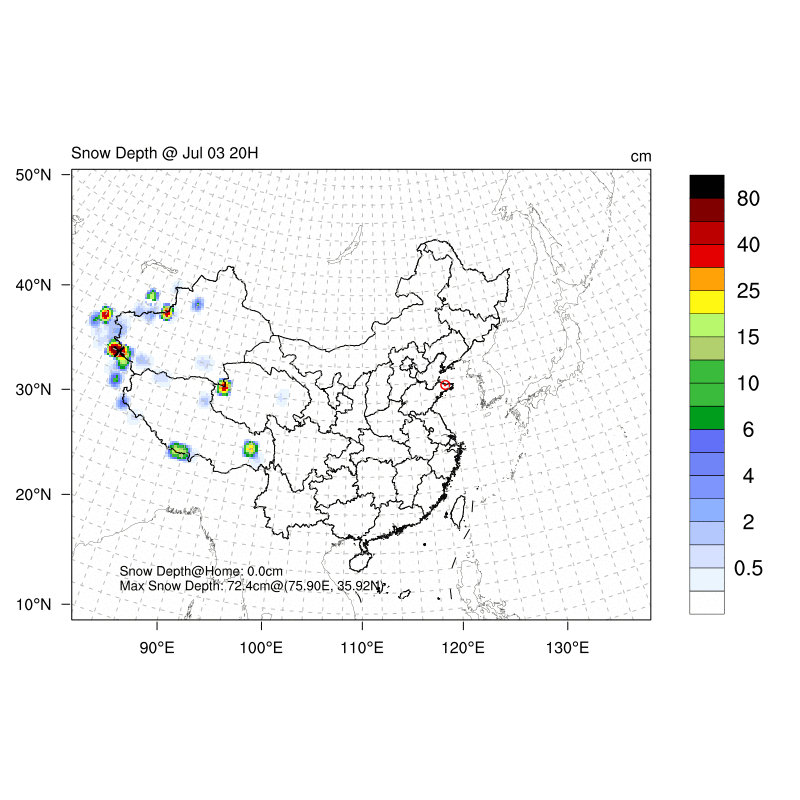 Snow Depth @ Jul 03 20H
cm
50°N
40°N
30°N
20°N
10°N
90°E 100°E 110°E 120°E 130°E
80
40
25
15
10
6
4
2
0.5
Snow Depth@Home: 0.0cm
Max Snow Depth: 72.4cm@(75.90E, 35.92N)